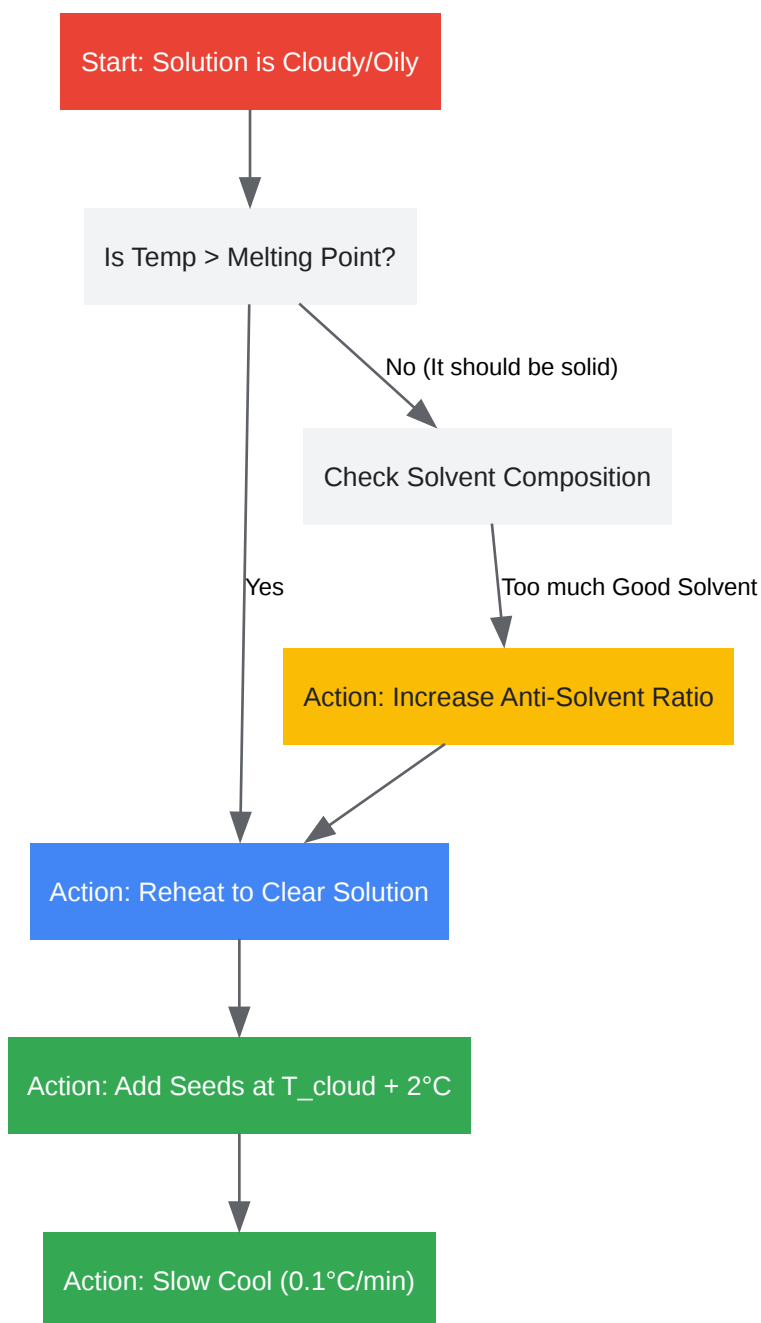 Start: Solution is Cloudy/Oily
Is Temp > Melting Point?
No (It should be solid)
Check Solvent Composition
Yes
Too much Good Solvent
Action: Increase Anti-Solvent Ratio
Action: Reheat to Clear Solution
Action: Add Seeds at T_cloud + 2°C
Action: Slow Cool (0.1°C/min)